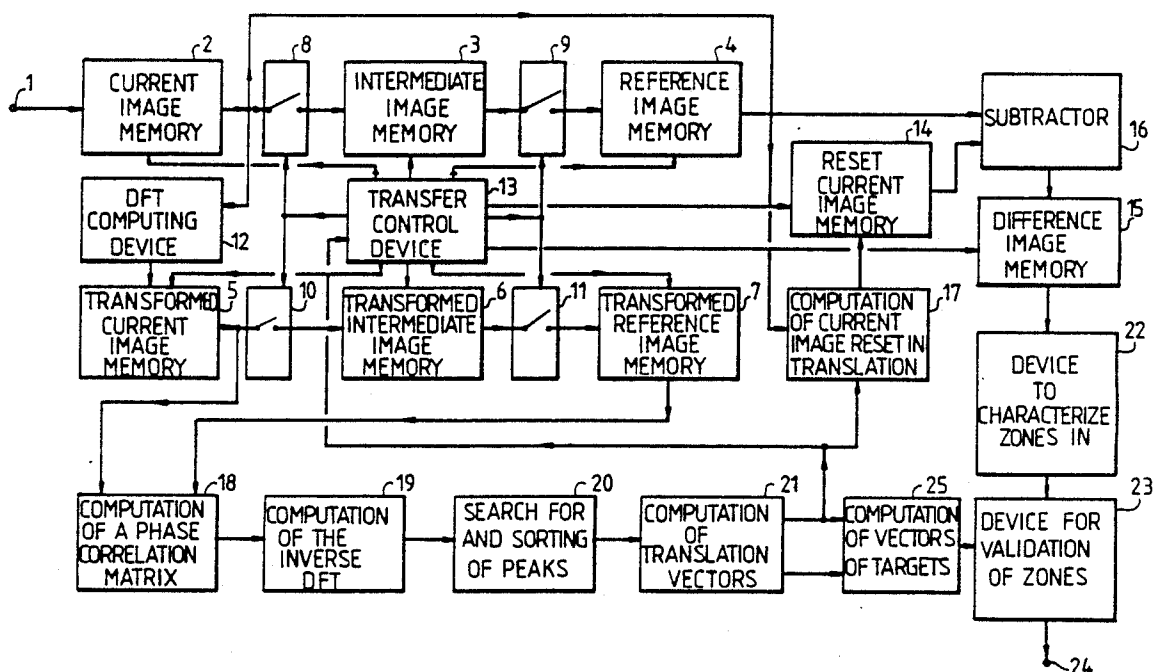 2
8
3
9
4
1
CURRENT
IMAGE
MEMORY
INTERMEDIATE
IMAGE
MEMORY
REFERENCE
IMAGE
MEMORY
SUBTRACTOR
16
14
RESET
CURRENT
IMAGE
MEMORY
DFT
COMPUTING
DEVICE
12
13
TRANSFER
CONTROL
DEVICE
15
DIFFERENCE
IMAGE
MEMORY
5
TRANSFORMED
CURRENT
IMAGE
MEMORY
10
6
TRANSFORMED
INTERMEDIATE
IMAGE
MEMORY
11
7
TRANSFORMED
REFERENCE
IMAGE
MEMORY
17
COMPUTATION
OF CURRENT
IMAGE RESET IN
TRANSLATION
22
DEVICE
TO
CHARACTERIZE
ZONES IN
18
COMPUTATION
OF A PHASE
CORRELATION
MATRIX
19
COMPUTATION
OF THE
INVERSE
DFT
20
SEARCH FOR
AND SORTING
OF PEAKS
21
COMPUTATION
OF
TRANSLATION
VECTORS
25
COMPUTATION
OF VECTORS
OF TARGETS
23
DEVICE FOR
VALIDATION
OF ZONES
24